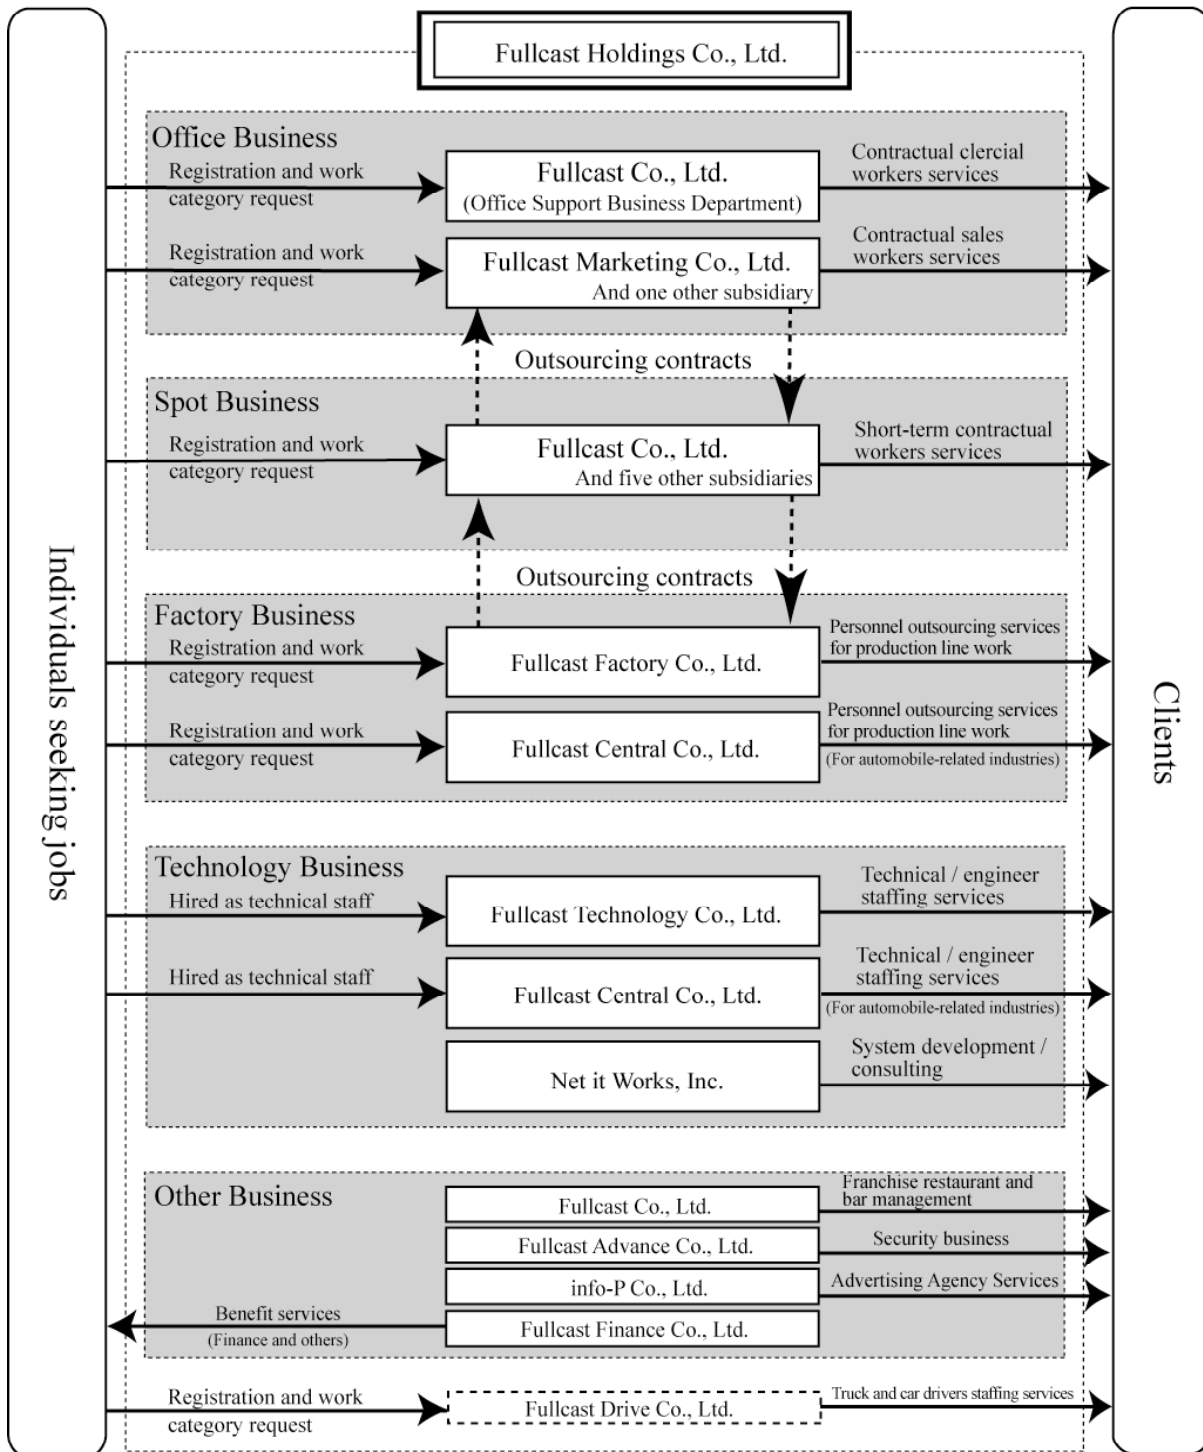 Fullcast Holdings Co., Ltd.
Individuals seeking jobs
Clients
Office Business
Registration and work
category request
Fullcast Co., Ltd.
(Office Support Business Department)
Contractual clercial
workers services
Registration and work
category request
Fullcast Marketing Co., Ltd.
And one other subsidiary
Contractual sales
workers services
Outsourcing contracts
Spot Business
Registration and work
category request
Fullcast Co., Ltd.
And five other subsidiaries
Short-term contractual
workers services
Outsourcing contracts
Factory Business
Registration and work
category request
Fullcast Factory Co., Ltd.
Personnel outsourcing services
for production line work
Registration and work
category request
Fullcast Central Co., Ltd.
Personnel outsourcing services
for production line work
(For automobile-related industries)
Technology Business
Hired as technical staff
Fullcast Technology Co., Ltd.
Technical / engineer
staffing services
Hired as technical staff
Fullcast Central Co., Ltd.
Technical / engineer
staffing services
(For automobile-related industries)
Net it Works, Inc.
System development /
consulting
Other Business
Fullcast Co., Ltd.
Franchise restaurant and
bar management
Fullcast Advance Co., Ltd.
Security business
info-P Co., Ltd.
Advertising Agency Services
Benefit services
(Finance and others)
Fullcast Finance Co., Ltd.
Registration and work
category request
Fullcast Drive Co., Ltd.
Truck and car drivers staffing services